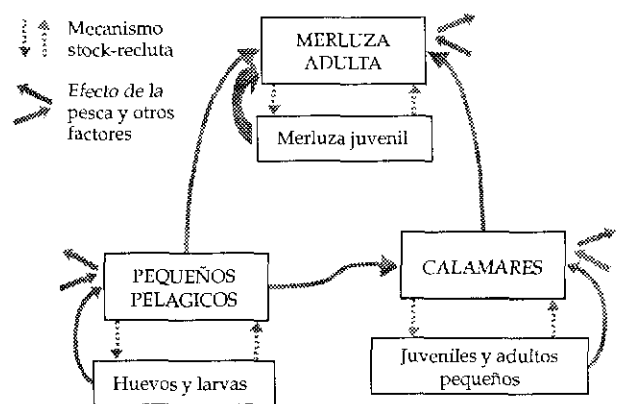 Mecanismo
stock-recluta
Efecto de la
pesca y otros
factores
MERLUZA
ADULTA
Merluza juvenil
PEQUEÑOS
PELAGICOS
Huevos y larvas
CALAMARES
Juveniles y adultos
pequeños